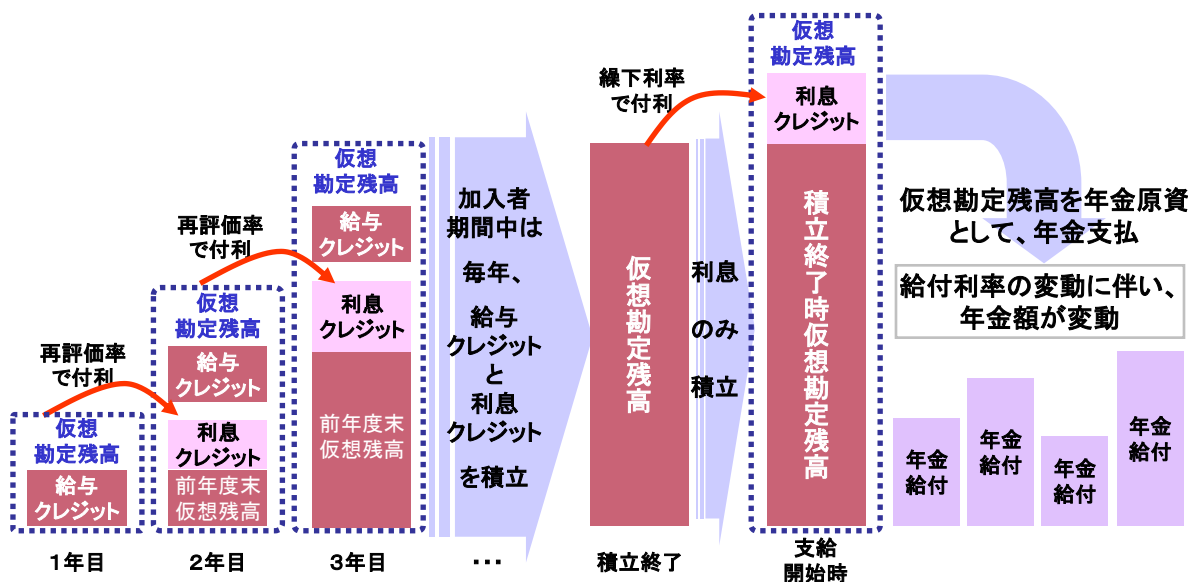 仮想
勘定残高
給与
クレジット
1年目
再評価率
で付利
仮想
勘定残高
給与
クレジット
利息
クレジット
前年度末
仮想残高
2年目
再評価率
で付利
仮想
勘定残高
給与
クレジット
利息
クレジット
前年度末
仮想残高
3年目
加入者
期間中は
毎年、
給与
クレジット
と
利息
クレジット
を積立
…
仮想勘定残高
積立終了
繰下利率
で付利
利息
のみ
積立
仮想
勘定残高
利息
クレジット
積立終了時仮想勘定残高
支給
開始時
仮想勘定残高を年金原資
として、年金支払
給付利率の変動に伴い、
年金額が変動
年金
給付
年金
給付
年金
給付
年金
給付